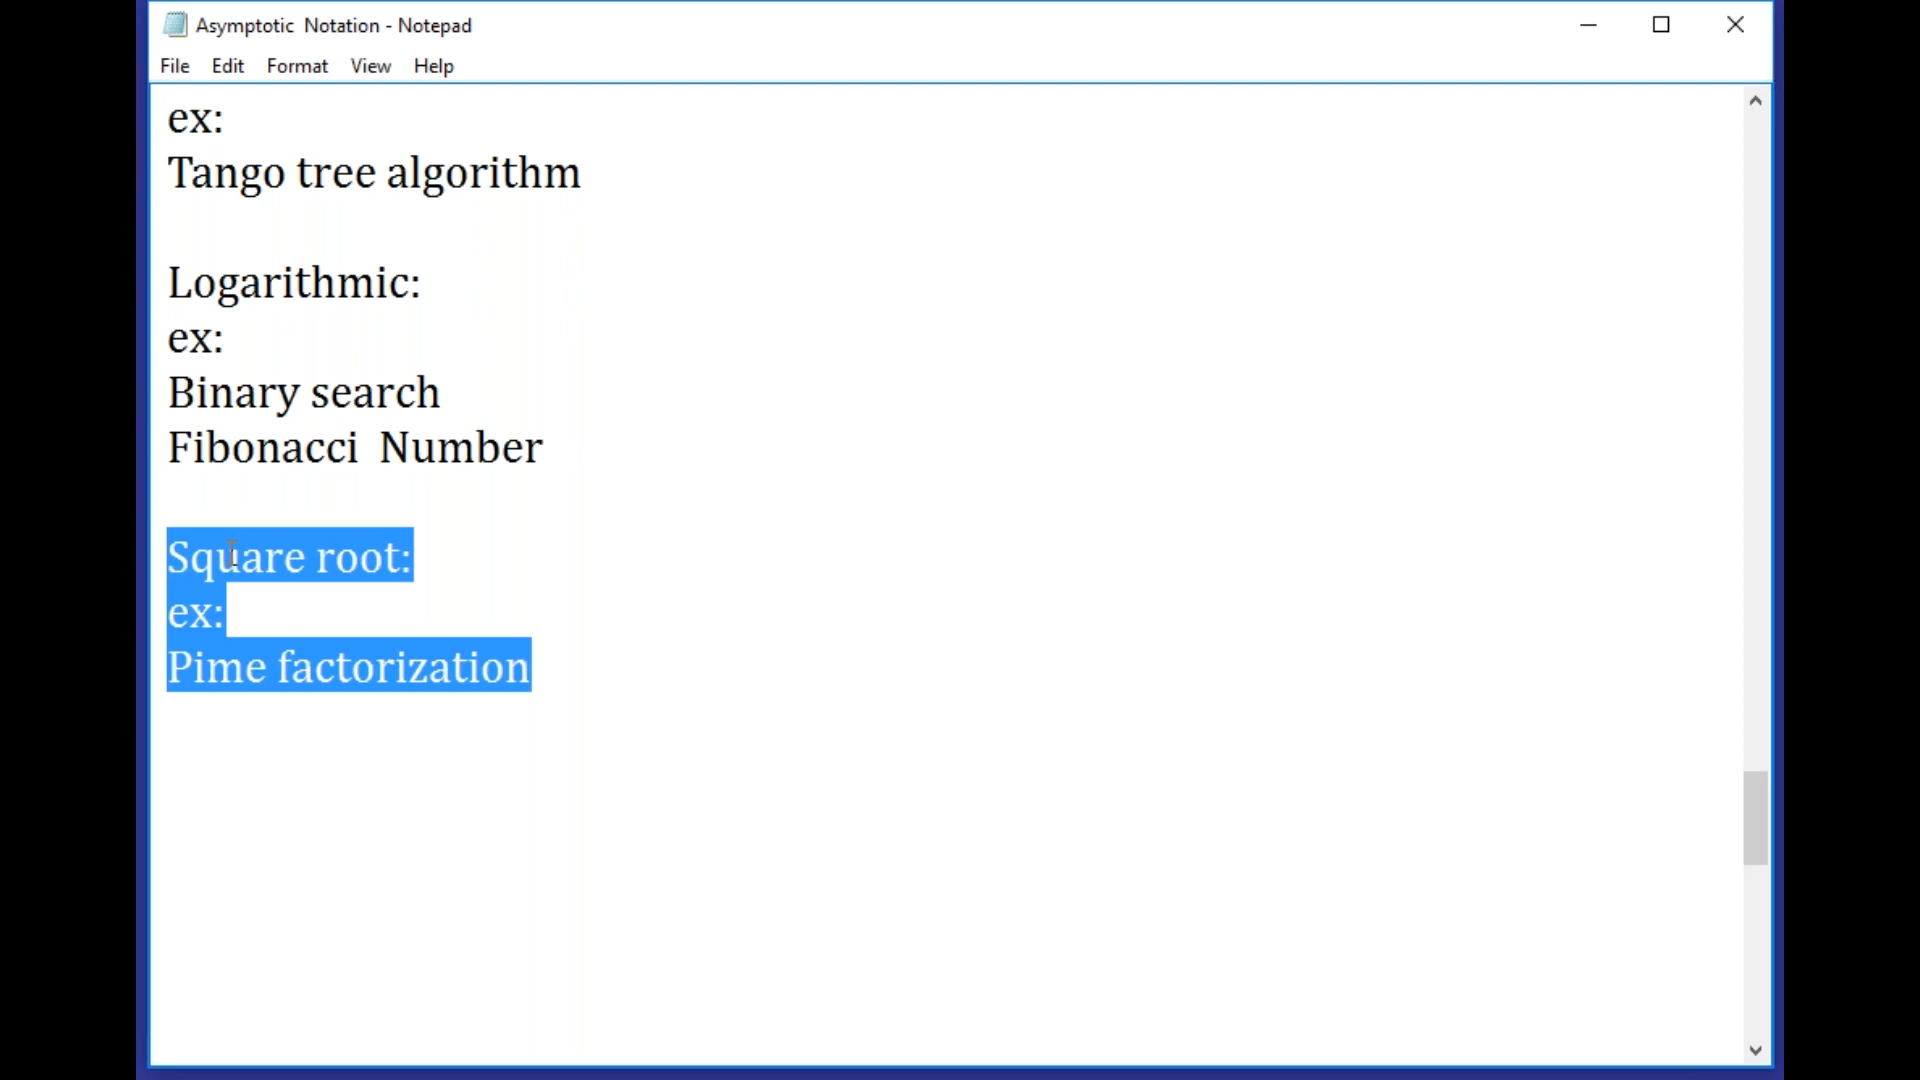 Asymptotic  Notation - Notepad
File Edit Format View Help
ex:
Tango tree algorithm
Logarithmic:
ex:
Binary search
Fibonacci  Number
Square root:
ex:
Pime factorization